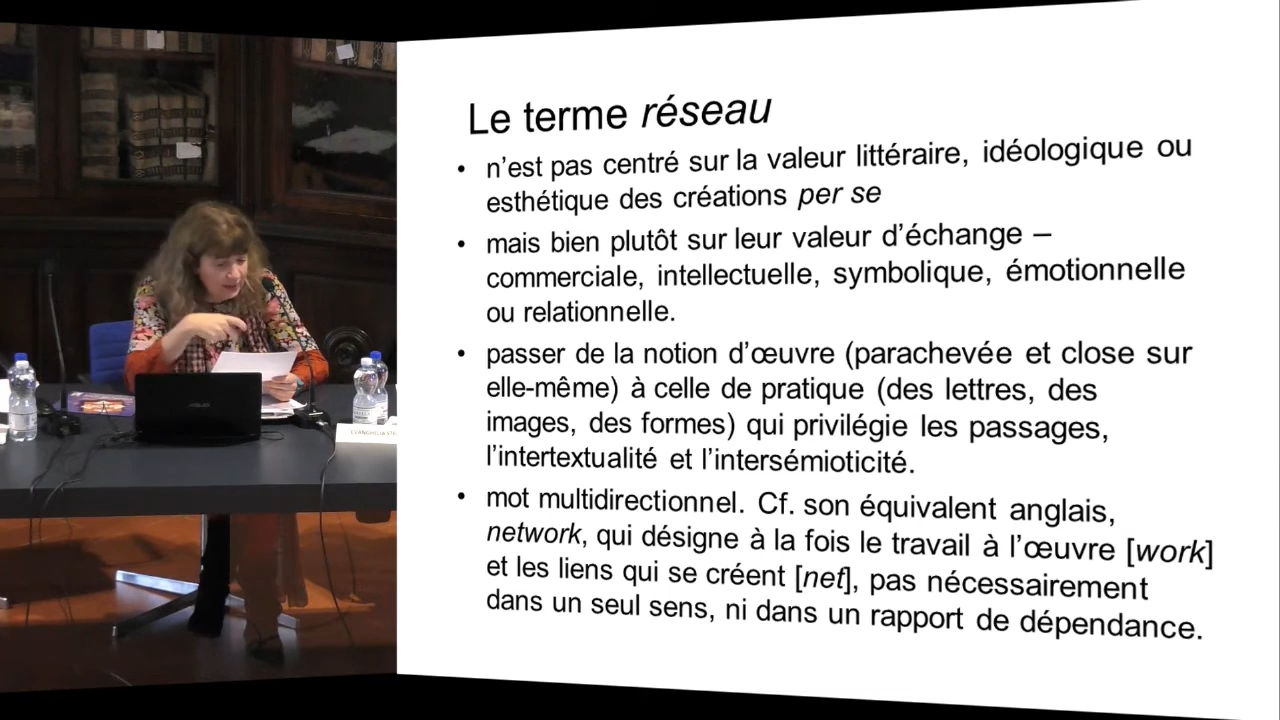 Le terme réseau
• n’est pas centré sur la valeur littéraire, idéologique ou
esthétique des créations per se
• mais bien plutôt sur leur valeur d’échange –
commerciale, intellectuelle, symbolique, émotionnelle
ou relationnelle.
• passer de la notion d’œuvre (parachevée et close sur
elle-même) à celle de pratique (des lettres, des
images, des formes) qui privilégie les passages,
l’intertextualité et l’intersémioticité.
• mot multidirectionnel. Cf. son équivalent anglais,
network, qui désigne à la fois le travail à l’œuvre [work]
et les liens qui se créent [net], pas nécessairement
dans un seul sens, ni dans un rapport de dépendance.
ASUS
EVANGHELIA